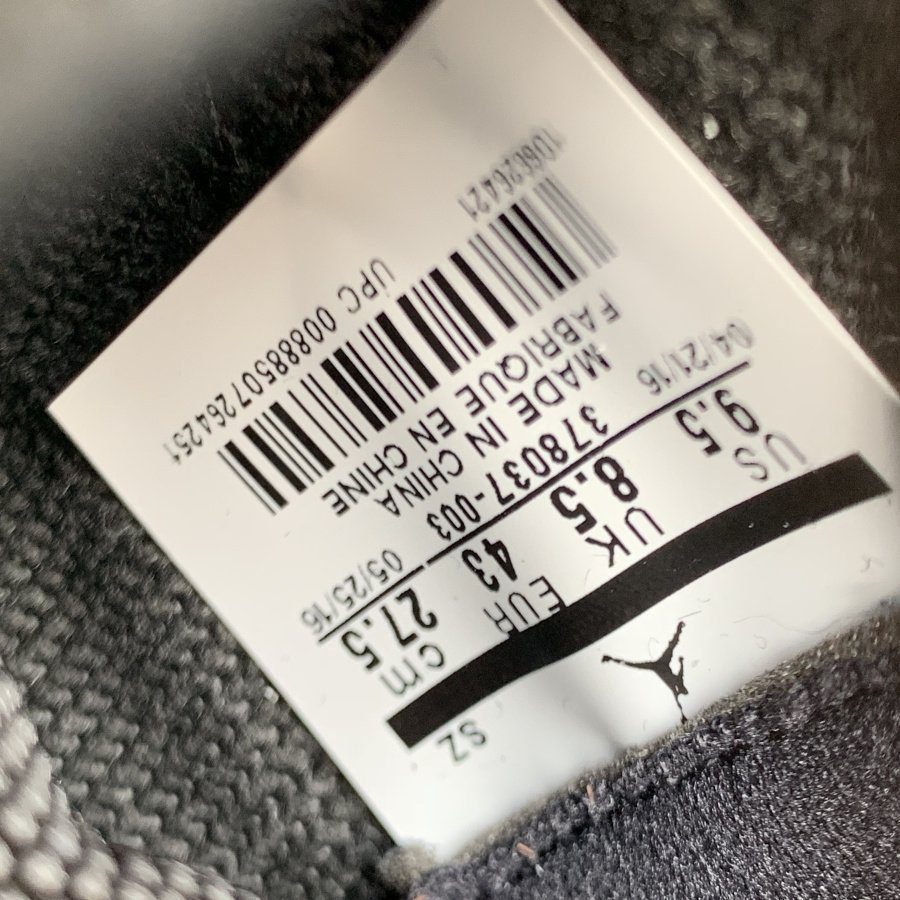 SZ
US UK EUR cm
9.5 8.5 43 27.5
04/21/16 378037-003 05/25/16
MADE IN CHINA
FABRIQUE EN CHINE
UPC 00888507264251
1060264421